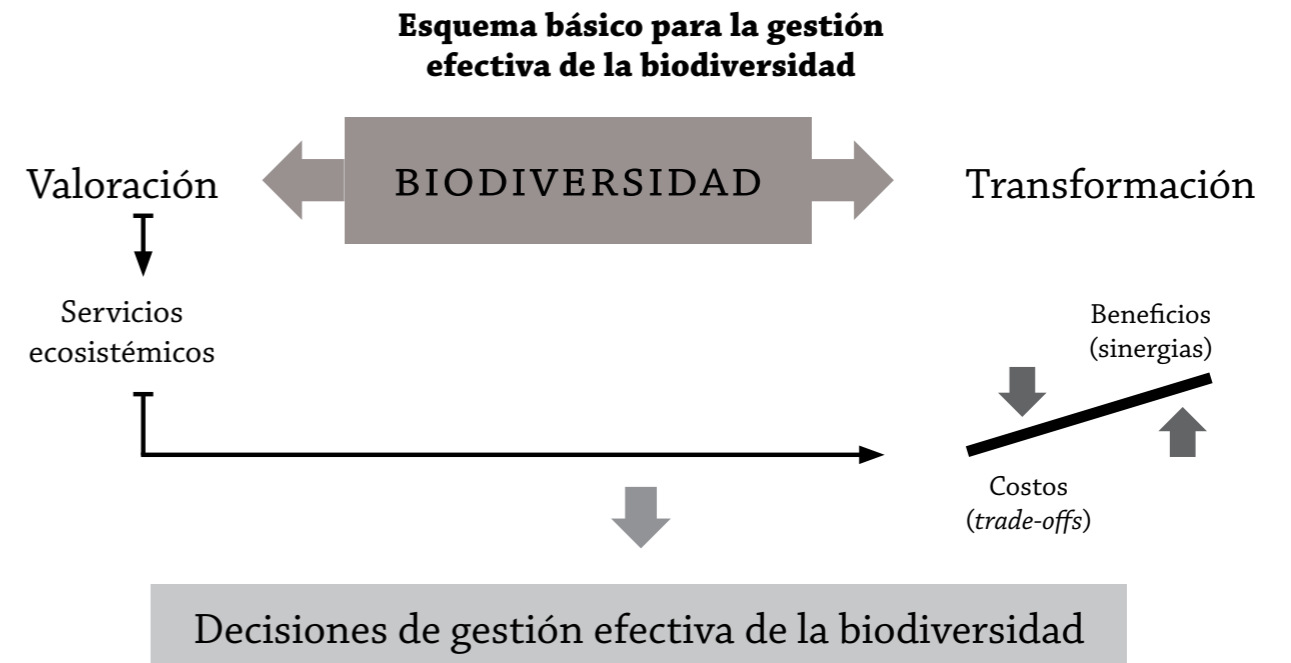 Esquema básico para la gestión
efectiva de la biodiversidad
Valoración
BIODIVERSIDAD
Transformación
Servicios
ecosistémicos
Beneficios
(sinergias)
Costos
(trade-offs)
Decisiones de gestión efectiva de la biodiversidad